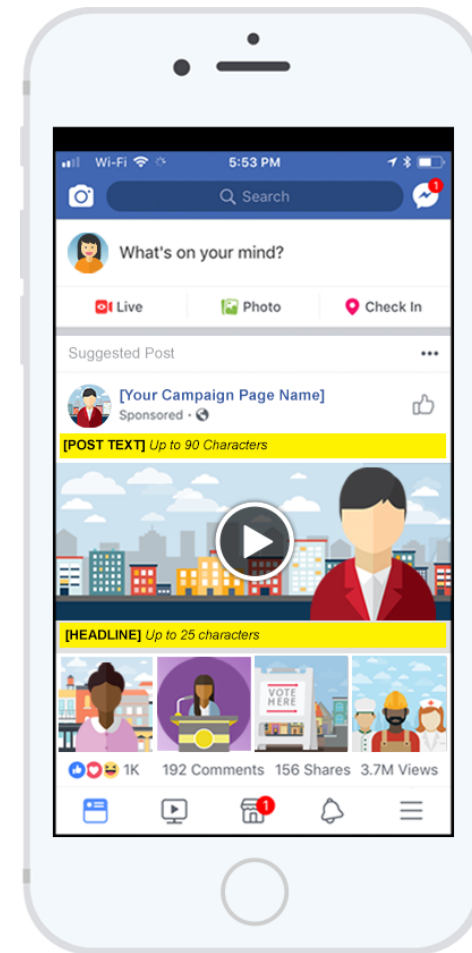 Wi-Fi 5:53 PM
Search
1
What's on your mind?
Live Photo Check In
Suggested Post
[Your Campaign Page Name]
Sponsored ·
[POST TEXT] Up to 90 Characters
[HEADLINE] Up to 25 characters
VOTE
HERE
1K 192 Comments 156 Shares 3.7M Views
1